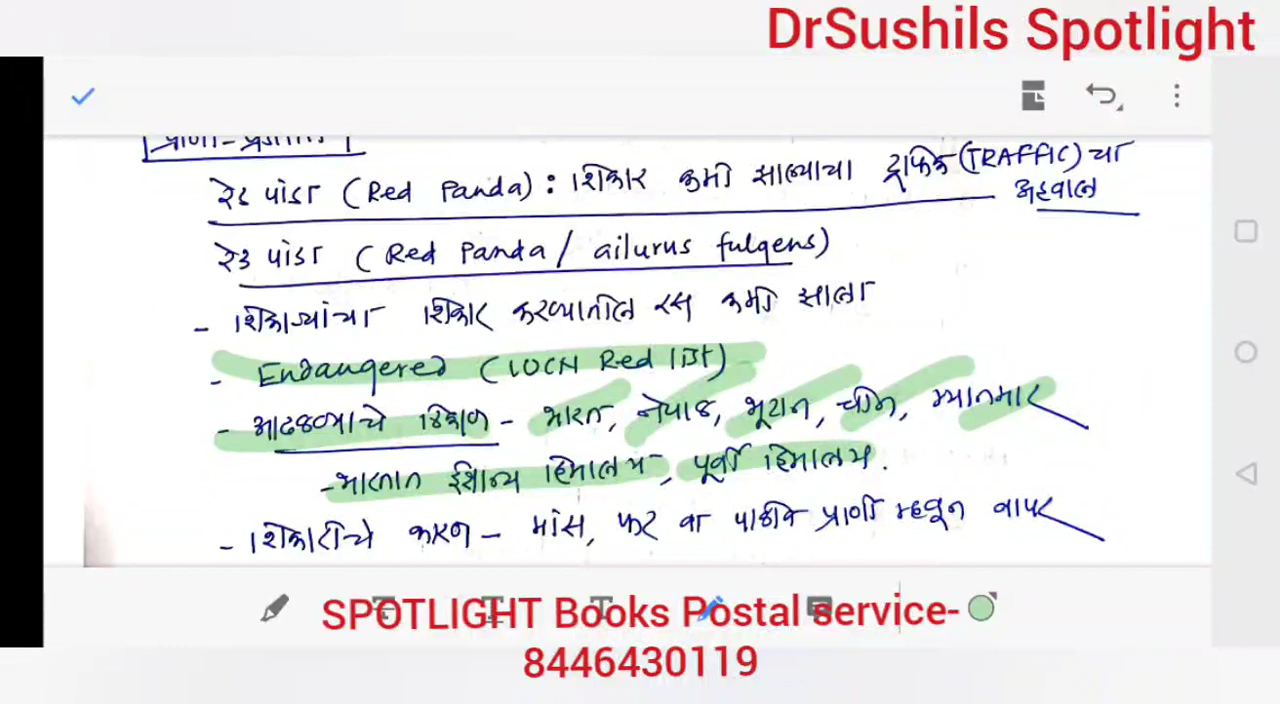 DrSushils Spotlight
प्राणी-प्रजाती
रेड पांडा (Red Panda) : शिकार कमी झाल्याचा ट्रॅफिक (TRAFFIC) चा
अहवाल
रेड पांडा (Red Panda / ailurus fulgens)
- शिकाऱ्यांचा शिकार करण्यातील रस कमी झाला
- Endangered (IUCN Red list)
- आढळण्याचे ठिकाण - भारत, नेपाळ, भूटान, चीन, म्यानमार
- भारतात ईशान्य हिमालय, पूर्वी हिमालय.
- शिकारीचे कारण - मांस, फर वा पाळीव प्राणी म्हणून वापर
SPOTLIGHT Books Postal service-
8446430119